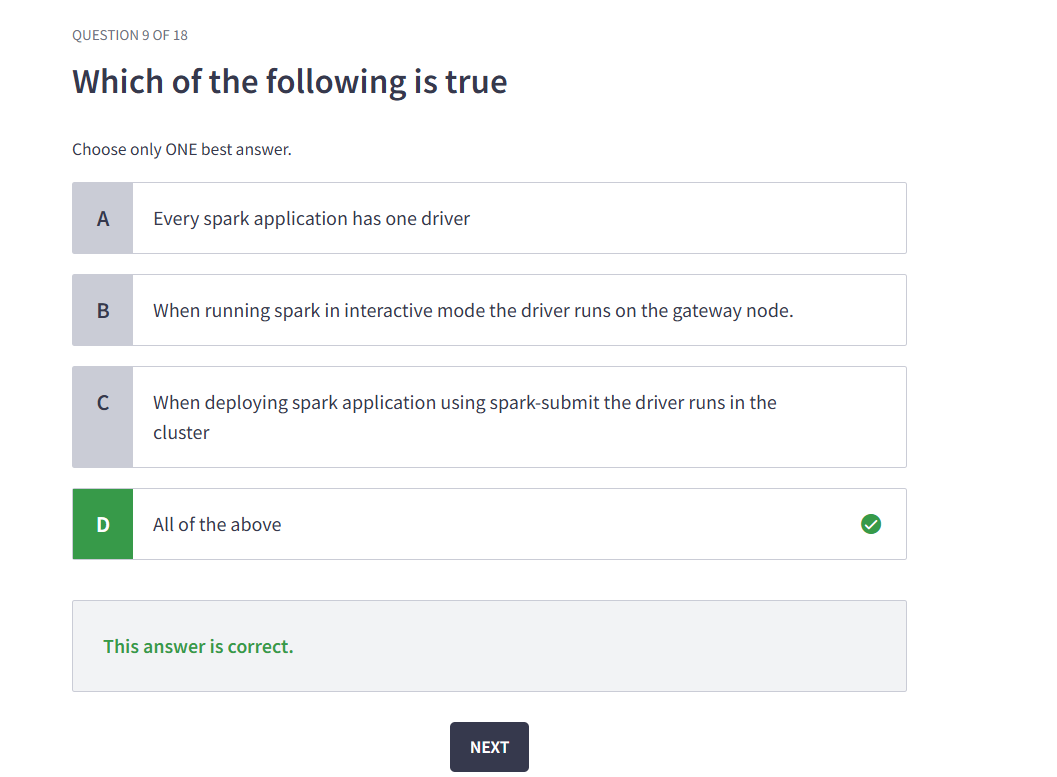 QUESTION 9 OF 18
Which of the following is true
Choose only ONE best answer.
A
Every spark application has one driver
B
When running spark in interactive mode the driver runs on the gateway node.
C
When deploying spark application using spark-submit the driver runs in the
cluster
D
All of the above
This answer is correct.
NEXT